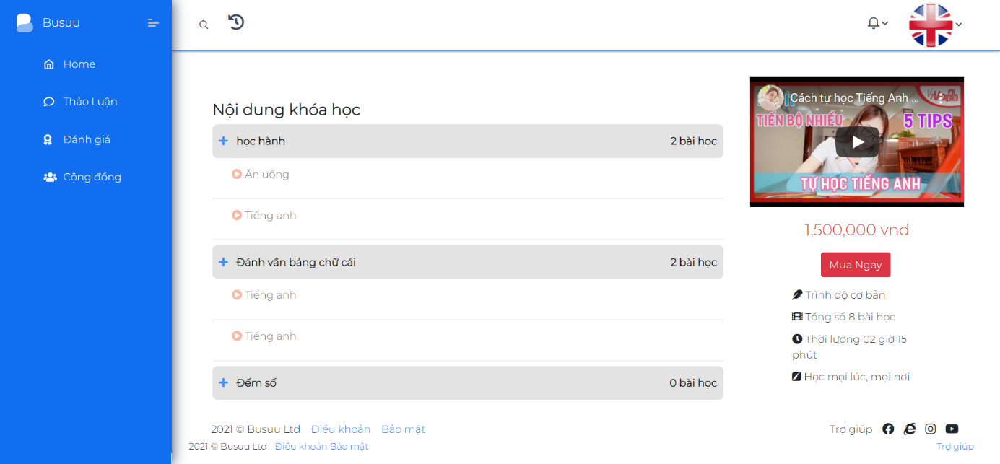 Busuu
Home
Thảo Luận
Đánh giá
Cộng đồng
Nội dung khóa học
học hành 2 bài học
Ăn uống
Tiếng anh
Đánh vần bảng chữ cái 2 bài học
Tiếng anh
Tiếng anh
Đếm số 0 bài học
Cách tự học Tiếng Anh ...
TIẾN BỘ NHIỀU
5 TIPS
TỰ HỌC TIẾNG ANH
1,500,000 vnd
Mua Ngay
Trình độ cơ bản
Tổng số 8 bài học
Thời lượng 02 giờ 15
phút
Học mọi lúc, mọi nơi
2021 © Busuu Ltd Điều khoản Bảo mật Trợ giúp
2021 © Busuu Ltd Điều khoản Bảo mật Trợ giúp